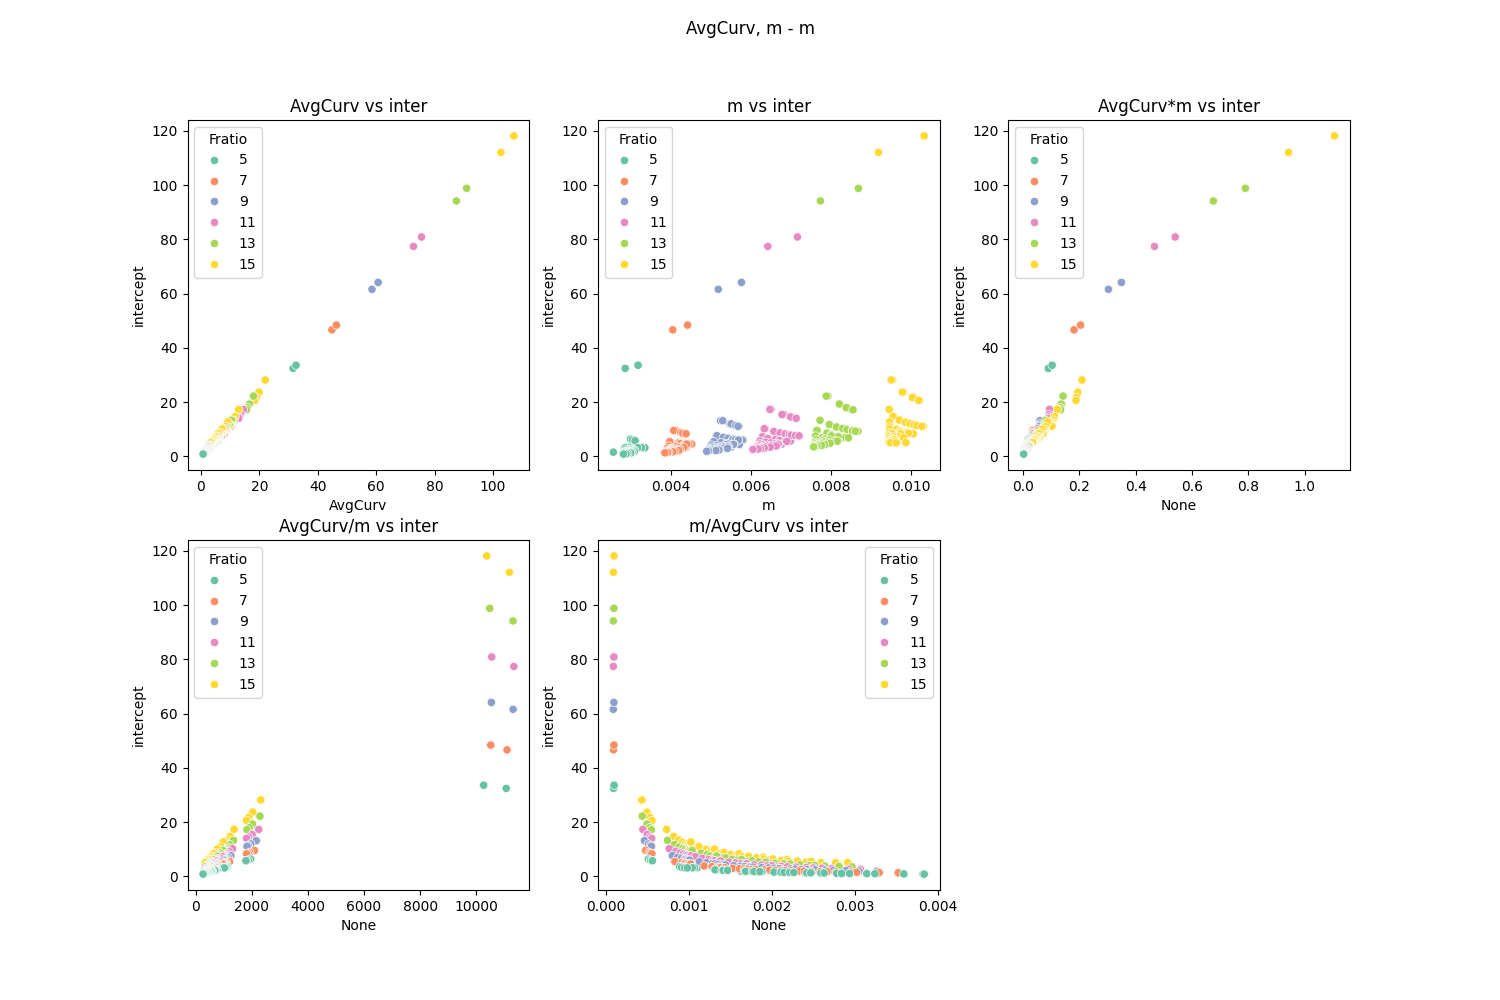 AvgCurv, m - m
AvgCurv vs inter
intercept
120
100
80
60
40
20
0
Fratio
5
7
9
11
13
15
0 20 40 60 80 100
AvgCurv
m vs inter
intercept
120
100
80
60
40
20
0
Fratio
5
7
9
11
13
15
0.004 0.006 0.008 0.010
m
AvgCurv*m vs inter
intercept
120
100
80
60
40
20
0
Fratio
5
7
9
11
13
15
0.0 0.2 0.4 0.6 0.8 1.0
None
AvgCurv/m vs inter
intercept
120
100
80
60
40
20
0
Fratio
5
7
9
11
13
15
0 2000 4000 6000 8000 10000
None
m/AvgCurv vs inter
intercept
120
100
80
60
40
20
0
Fratio
5
7
9
11
13
15
0.000 0.001 0.002 0.003 0.004
None